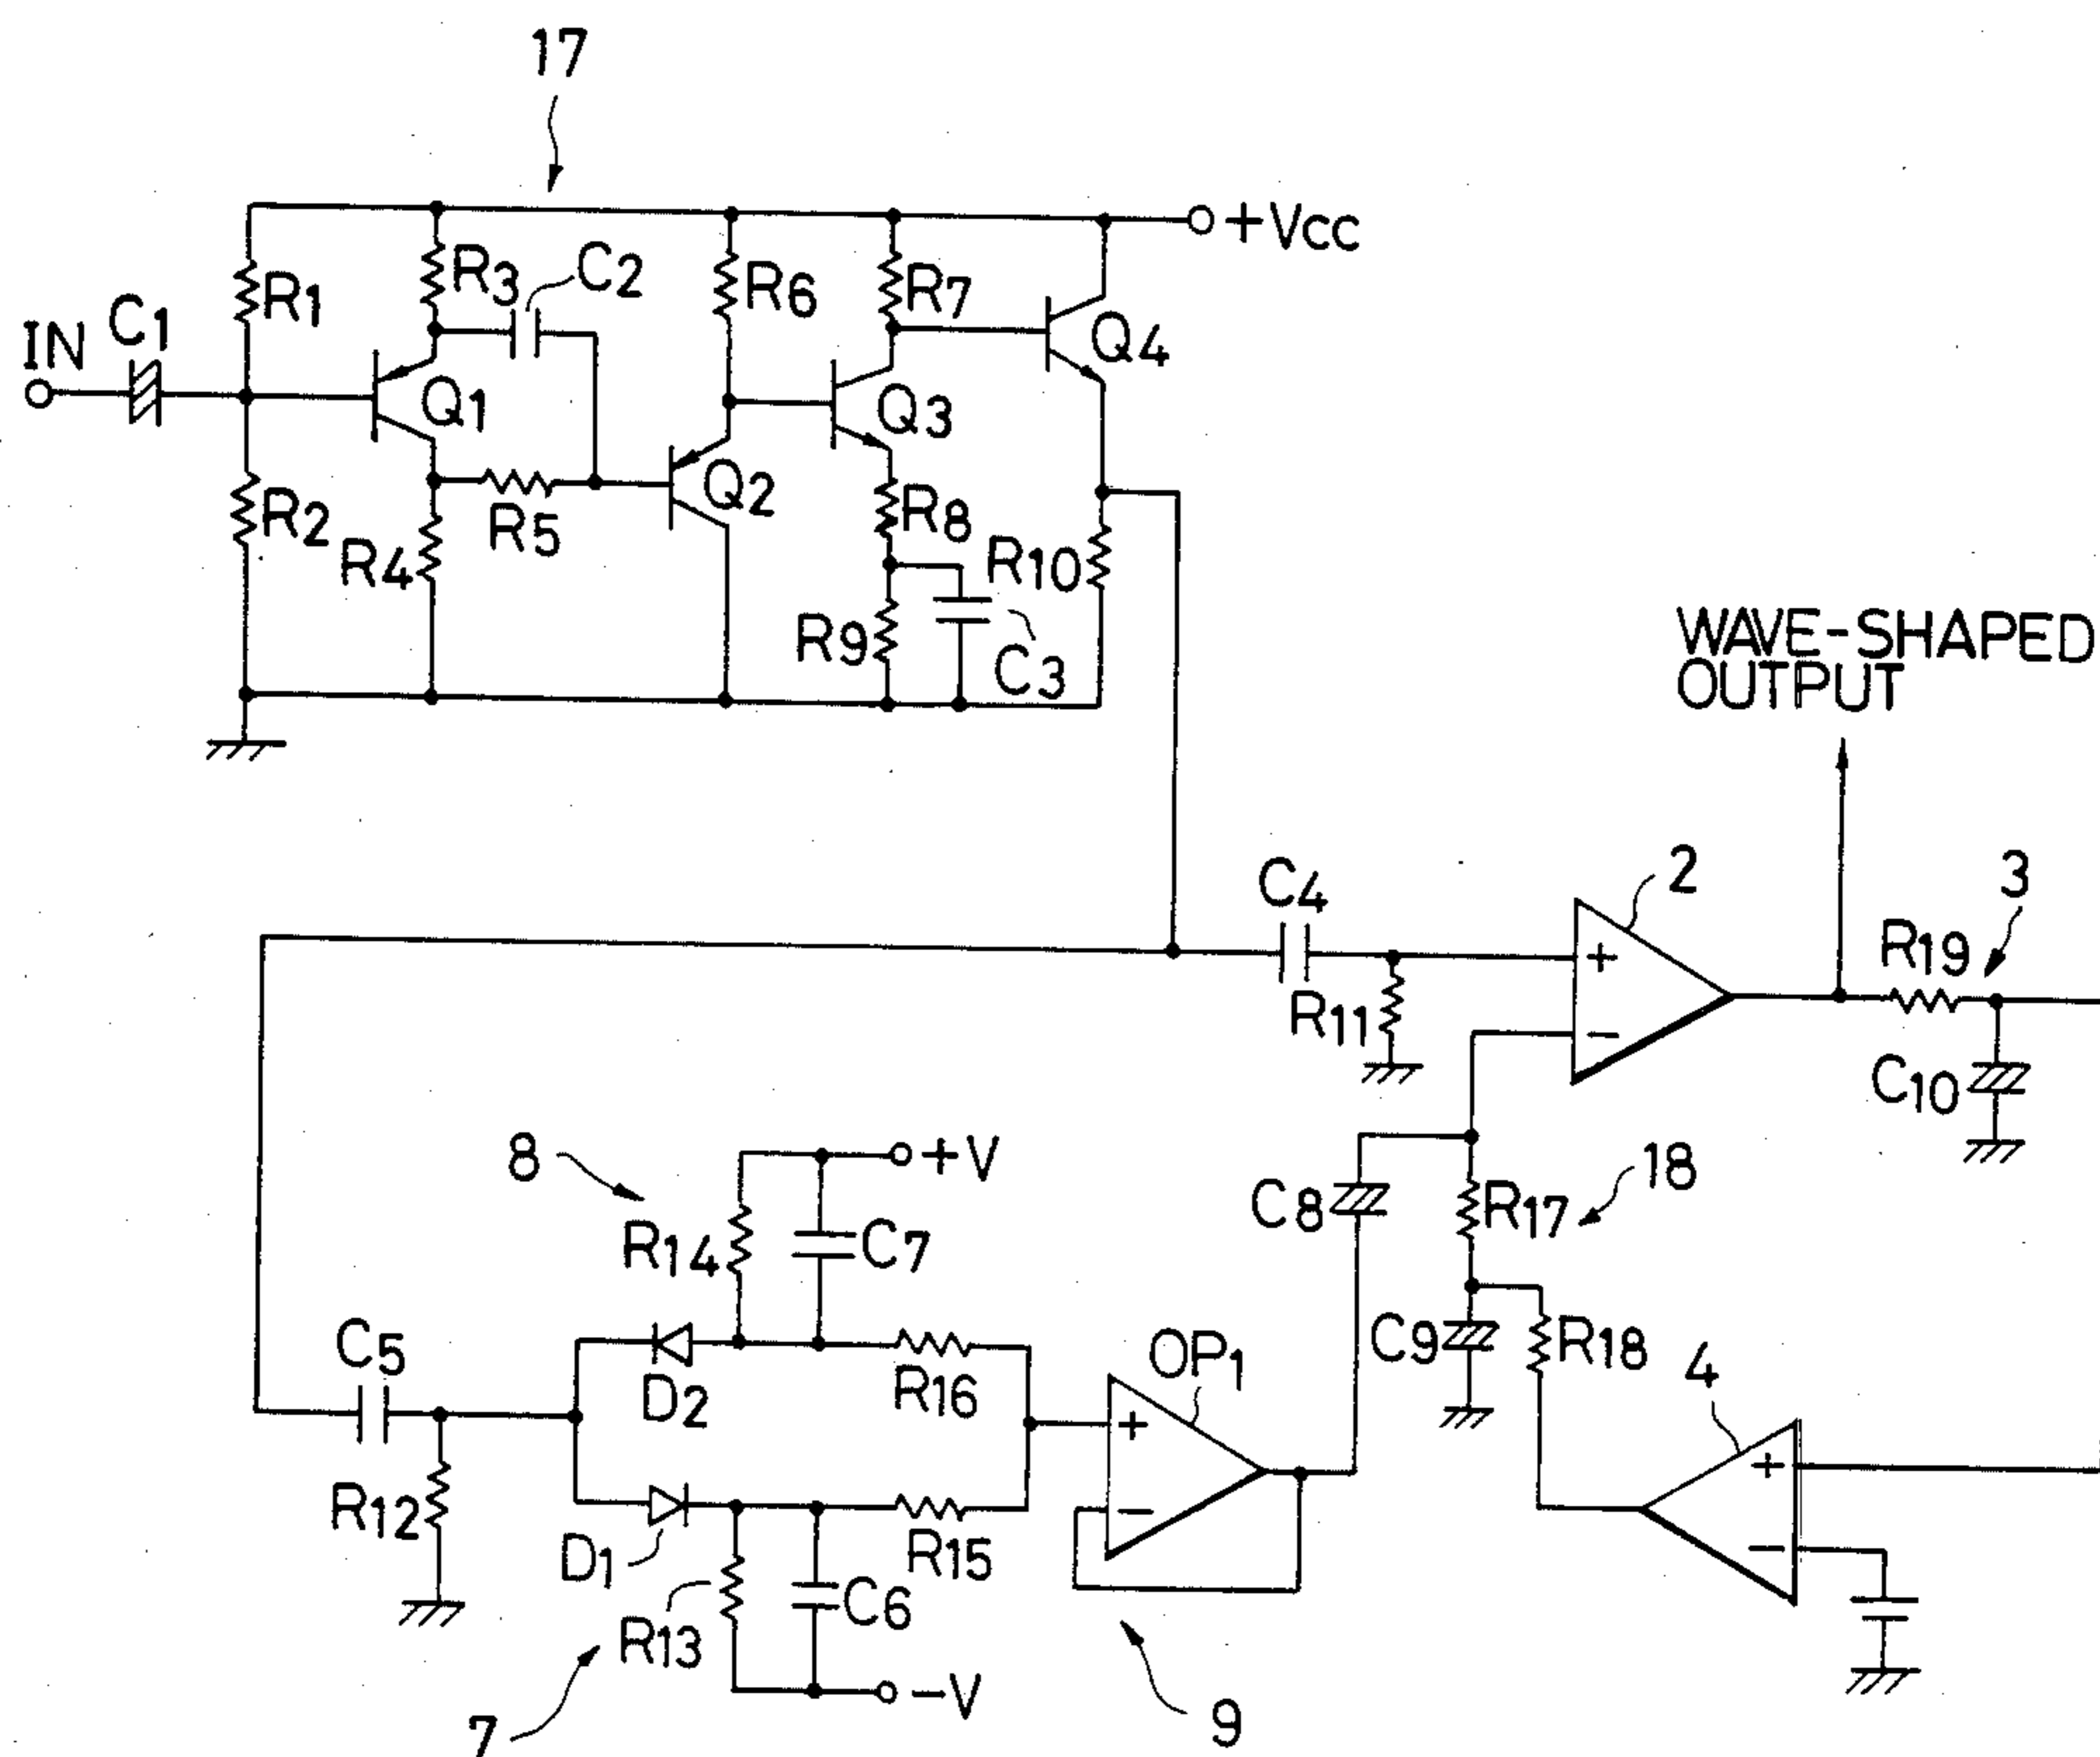 17
+Vcc
R1
R3
C2
R6
R7
IN
C1
Q1
Q4
Q3
Q2
R2
R4
R5
R8
R10
R9
C3
WAVE-SHAPED
OUTPUT
C4
2
3
R19
+
R11
−
C10
8
+V
18
R14
C7
C8
R17
C5
C9
R18
D2
R16
OP1
4
R12
+
+
D1
R15
−
−
R13
C6
−V
7
9